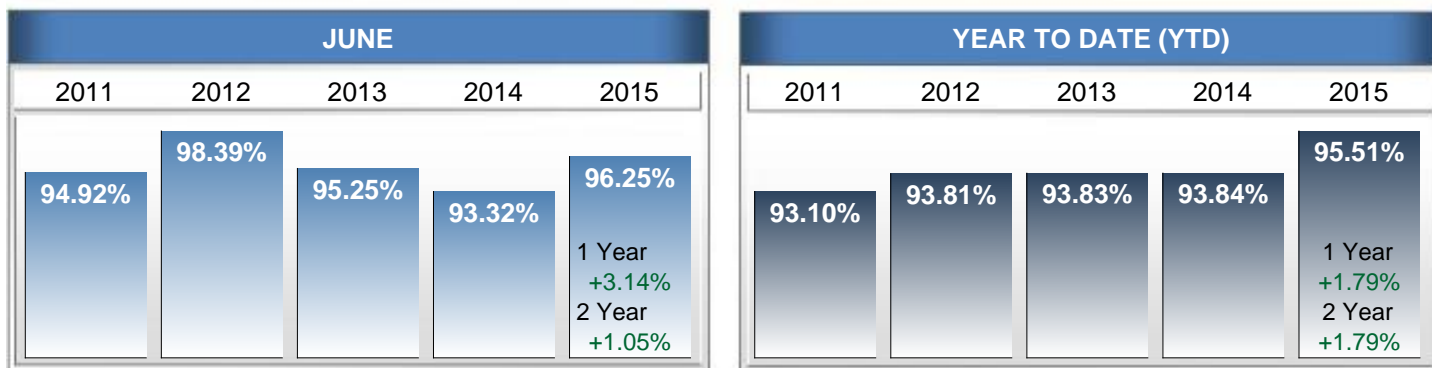 JUNE
2011 2012 2013 2014 2015
94.92% 98.39% 95.25% 93.32% 96.25%
1 Year
+3.14%
2 Year
+1.05%
YEAR TO DATE (YTD)
2011 2012 2013 2014 2015
93.10% 93.81% 93.83% 93.84% 95.51%
1 Year
+1.79%
2 Year
+1.79%